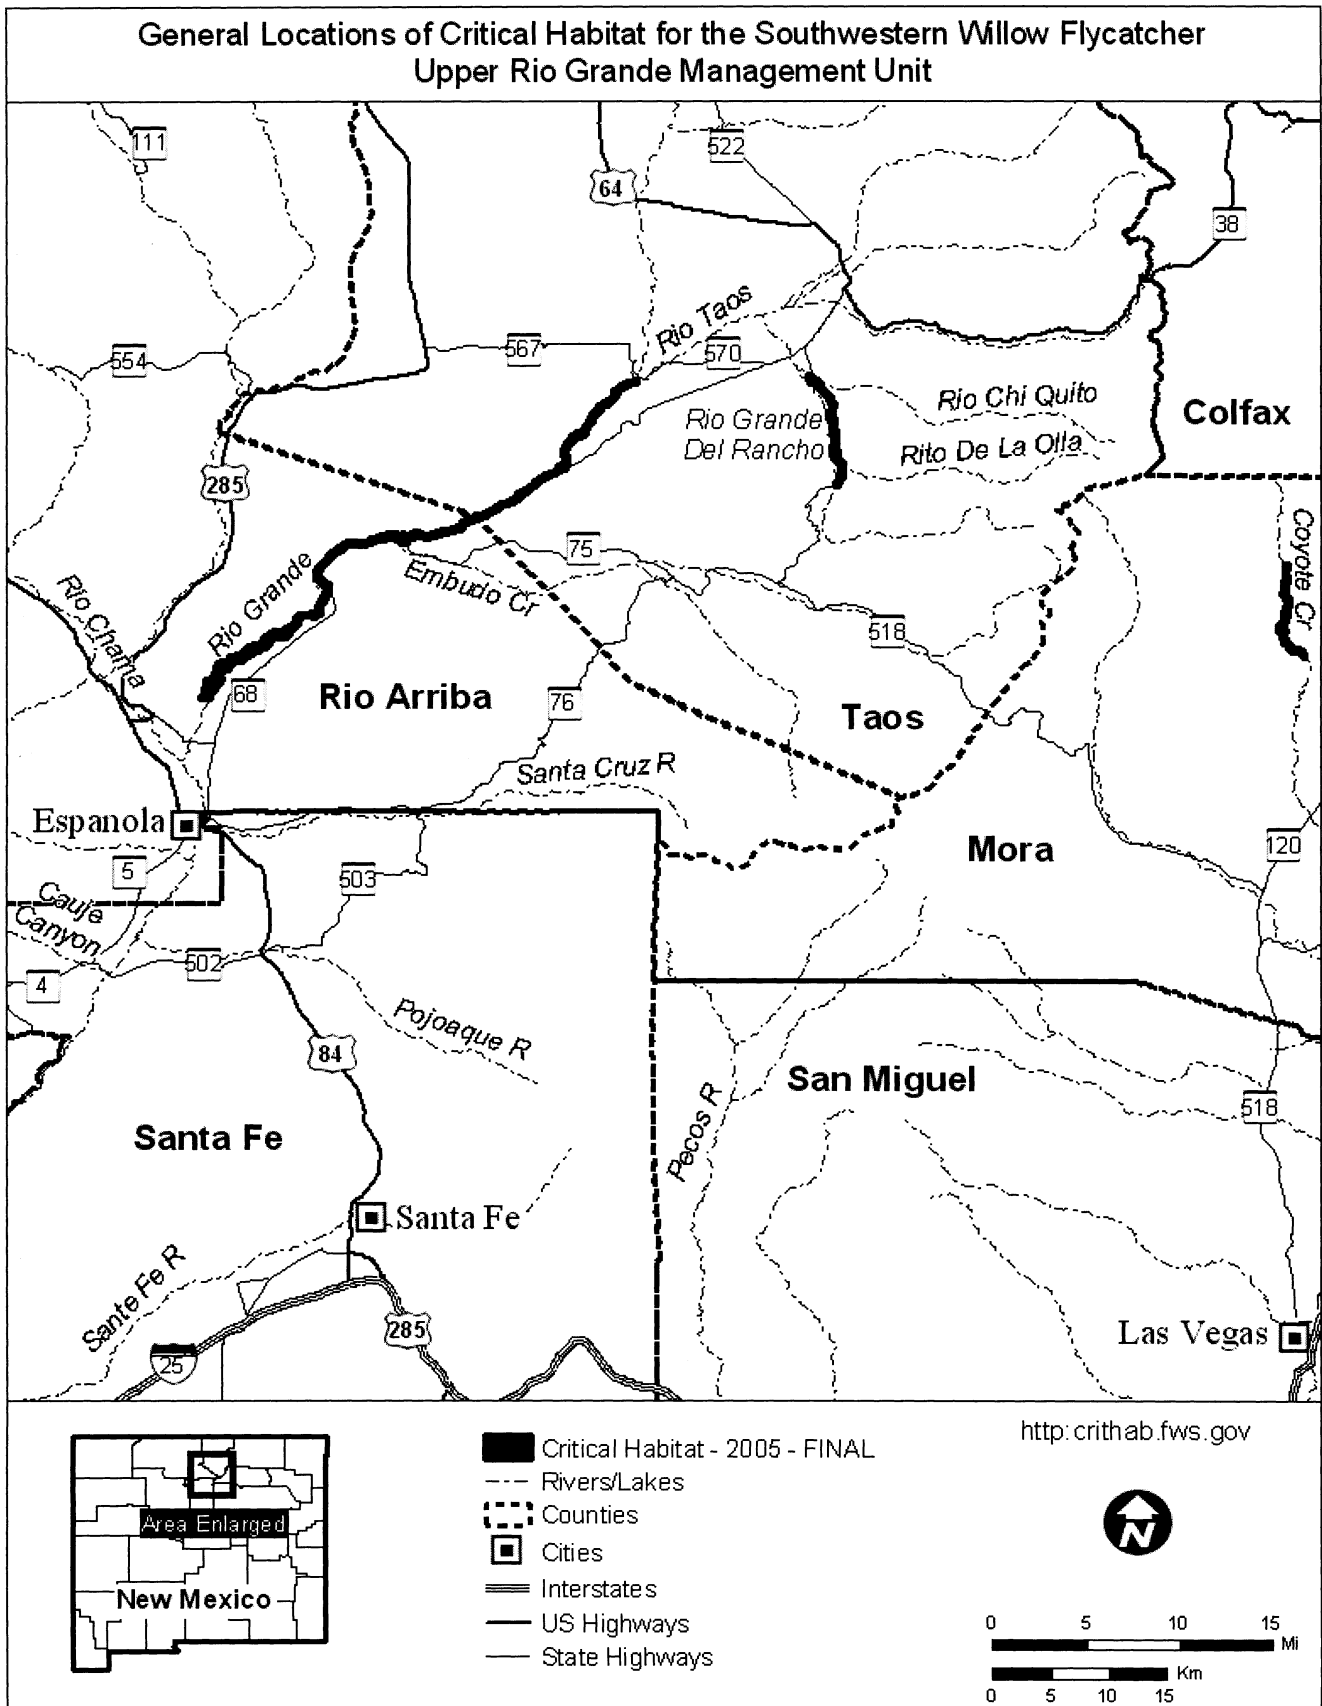 General Locations of Critical Habitat for the Southwestern Willow Flycatcher
Upper Rio Grande Management Unit
111
522
64
38
Rio Taos
554
567
570
Rio Chi Quito
Colfax
Rio Grande
Del Rancho
Rito De La Olla
285
Coyote Cr
75
Embudo Cr
Rio Grande
Rio Chama
518
68
Rio Arriba
76
Taos
Santa Cruz R
Espanola
Mora
120
5
503
Cauje
Canyon
502
4
Pojoaque R
84
San Miguel
Pecos R
518
Santa Fe
Santa Fe
Sante Fe R
285
Las Vegas
25
http:crithab.fws.gov
Critical Habitat - 2005 - FINAL
Rivers/Lakes
Counties
Cities
Interstates
US Highways
State Highways
Area Enlarged
New Mexico
N
0 5 10 15
Mi
Km
0 5 10 15